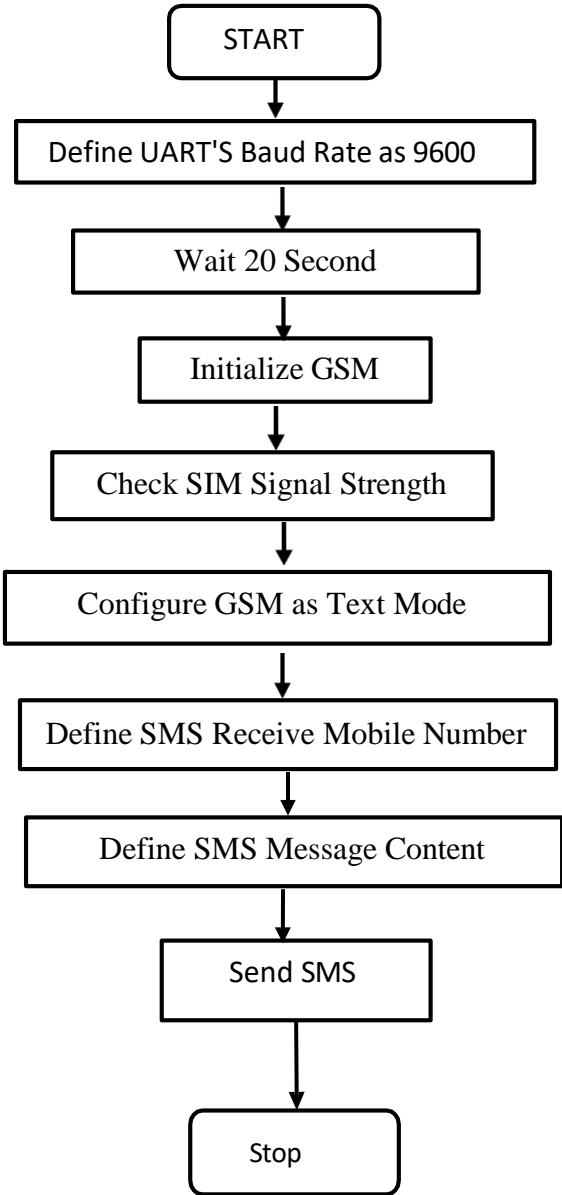 START
Define UART'S Baud Rate as 9600
Wait 20 Second
Initialize GSM
Check SIM Signal Strength
Configure GSM as Text Mode
Define SMS Receive Mobile Number
Define SMS Message Content
Send SMS
Stop